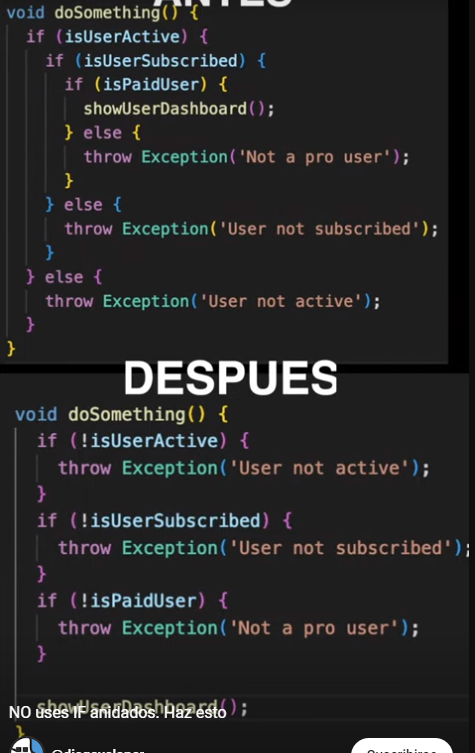 ANTES
void doSomething() {
if (isUserActive) {
if (isUserSubscribed) {
if (isPaidUser) {
showUserDashboard();
} else {
throw Exception('Not a pro user');
}
} else {
throw Exception('User not subscribed');
}
} else {
throw Exception('User not active');
}
}
DESPUES
void doSomething() {
if (!isUserActive) {
throw Exception('User not active');
}
if (!isUserSubscribed) {
throw Exception('User not subscribed');
}
if (!isPaidUser) {
throw Exception('Not a pro user');
}
showUserDashboard();
NO uses IF anidados. Haz esto
}